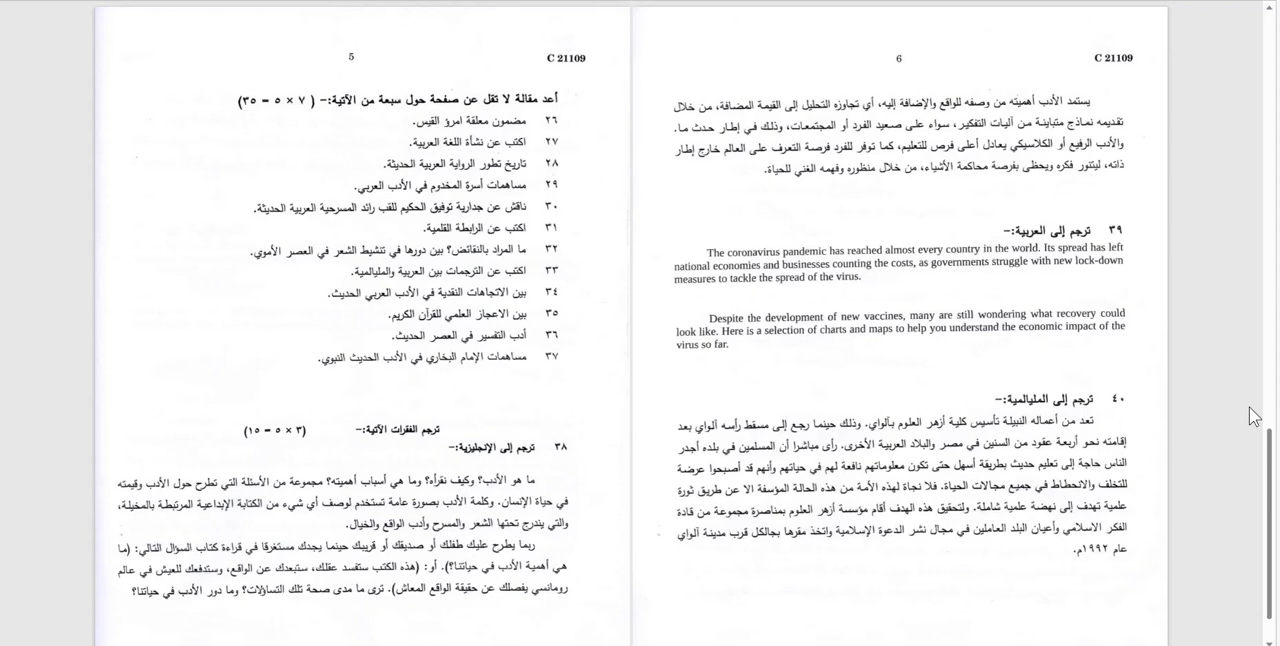 5
C 21109
أعد مقالة لا تقل عن صفحة حول سبعة من الآتية:– ( ٧ × ٥ = ٣٥)
٢٦ مضمون معلقة امرؤ القيس.
٢٧ اكتب عن نشأة اللغة العربية.
٢٨ تاريخ تطور الرواية العربية الحديثة.
٢٩ مساهمات أسرة المخدوم في الأدب العربي.
٣٠ ناقش عن جدارية توفيق الحكيم للقب رائد المسرحية العربية الحديثة.
٣١ اكتب عن الرابطة القلمية.
٣٢ ما المراد بالنقائض؟ بين دورها في تنشيط الشعر في العصر الأموي.
٣٣ اكتب عن الترجمات بين العربية والمليالمية.
٣٤ بين الاتجاهات النقدية في الأدب العربي الحديث.
٣٥ بين الاعجاز العلمي للقرآن الكريم.
٣٦ أدب التفسير في العصر الحديث.
٣٧ مساهمات الإمام البخاري في الأدب الحديث النبوي.
ترجم الفقرات الآتية:– (٣ × ٥ = ١٥)
٣٨ ترجم إلى الإنجليزية:–
ما هو الأدب؟ وكيف نقرأه؟ وما هي أسباب أهميته؟ مجموعة من الأسئلة التي تطرح حول الأدب وقيمته
في حياة الإنسان. وكلمة الأدب بصورة عامة تستخدم لوصف أي شيء من الكتابة الإبداعية المرتبطة بالمخيلة،
والتي يندرج تحتها الشعر والمسرح وأدب الواقع والخيال.
ربما يطرح عليك طفلك أو صديقك أو قريبك حينما يجدك مستغرقا في قراءة كتاب السؤال التالي: (ما
هي أهمية الأدب في حياتنا؟). أو: (هذه الكتب ستفسد عقلك، ستبعدك عن الواقع، وستدفعك للعيش في عالم
رومانسي يفصلك عن حقيقة الواقع المعاش). ترى ما مدى صحة تلك التساؤلات؟ وما دور الأدب في حياتنا؟
6
C 21109
يستمد الأدب أهميته من وصفه للواقع والإضافة إليه، أي تجاوزه التحليل إلى القيمة المضافة، من خلال
تقديمه نماذج متباينة من آليات التفكير، سواء على صعيد الفرد أو المجتمعات، وذلك في إطار حدث ما.
والأدب الرفيع أو الكلاسيكي يعادل أعلى فرص للتعليم، كما توفر للفرد فرصة التعرف على العالم خارج إطار
ذاته، ليتنور فكره ويحظى بفرصة محاكمة الأشياء، من خلال منظوره وفهمه الغني للحياة.
٣٩ ترجم إلى العربية:–
The coronavirus pandemic has reached almost every country in the world. Its spread has left
national economies and businesses counting the costs, as governments struggle with new lock-down
measures to tackle the spread of the virus.
Despite the development of new vaccines, many are still wondering what recovery could
look like. Here is a selection of charts and maps to help you understand the economic impact of the
virus so far.
٤٠ ترجم إلى المليالمية:–
تعد من أعماله النبيلة تأسيس كلية أزهر العلوم بآلواي. وذلك حينما رجع إلى مسقط رأسه آلواي بعد
إقامته نحو أربعة عقود من السنين في مصر والبلاد العربية الأخرى. رأى مباشرا أن المسلمين في بلده أجدر
الناس حاجة إلى تعليم حديث بطريقة أسهل حتى تكون معلوماتهم نافعة لهم في حياتهم وأنهم قد أصبحوا عرضة
للتخلف والانحطاط في جميع مجالات الحياة. فلا نجاة لهذه الأمة من هذه الحالة المؤسفة الا عن طريق ثورة
علمية تهدف إلى نهضة علمية شاملة. ولتحقيق هذه الهدف أقام مؤسسة أزهر العلوم بمناصرة مجموعة من قادة
الفكر الاسلامي وأعيان البلد العاملين في مجال نشر الدعوة الإسلامية واتخذ مقرها بجالكل قرب مدينة آلواي
عام ١٩٩٢م.